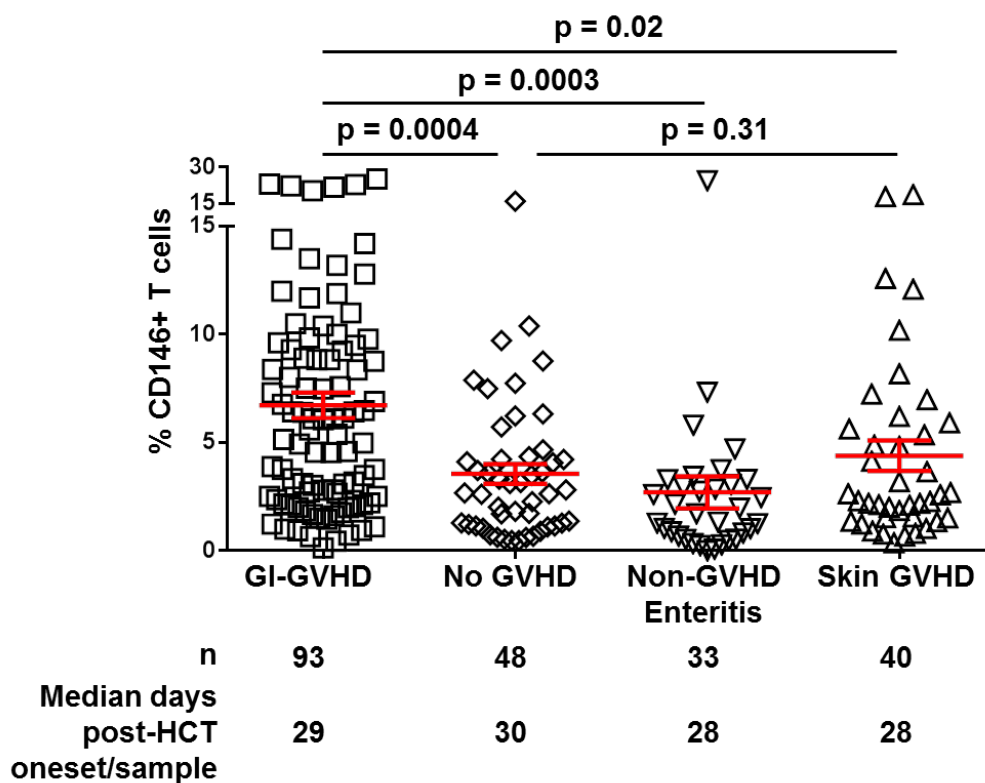 p = 0.02
p = 0.0003
p = 0.0004
p = 0.31
30
15
15
10
5
0
% CD146+ T cells
GI-GVHD No GVHD Non-GVHD Enteritis Skin GVHD
n 93 48 33 40
Median days
post-HCT 29 30 28 28
oneset/sample